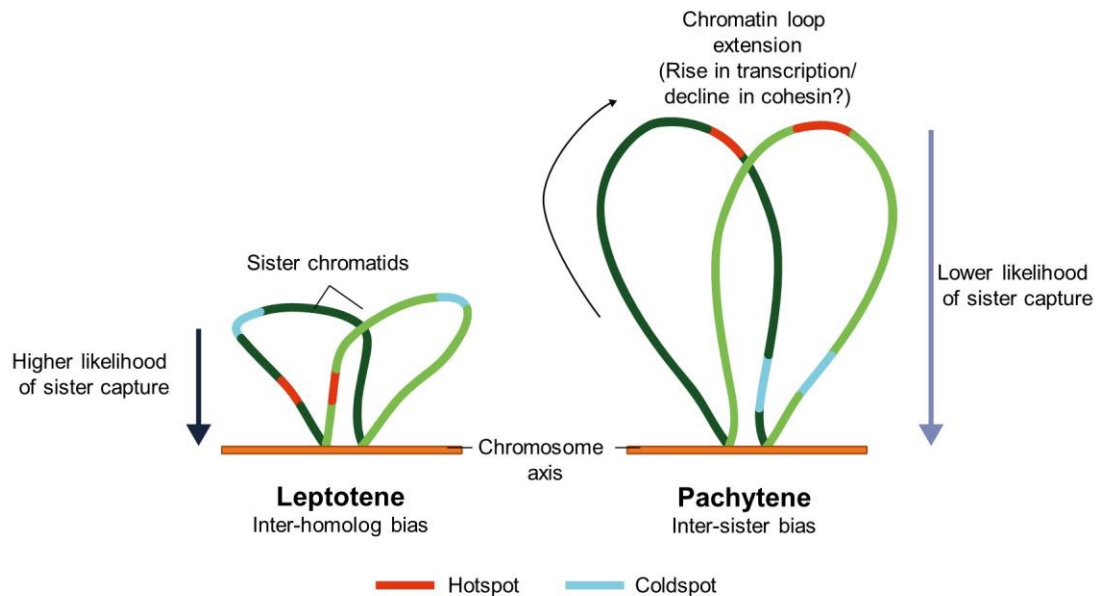 Chromatin loop
extension
(Rise in transcription/
decline in cohesin?)
Sister chromatids
Higher likelihood
of sister capture
Lower likelihood
of sister capture
Chromosome
axis
Leptotene
Inter-homolog bias
Pachytene
Inter-sister bias
Hotspot
Coldspot